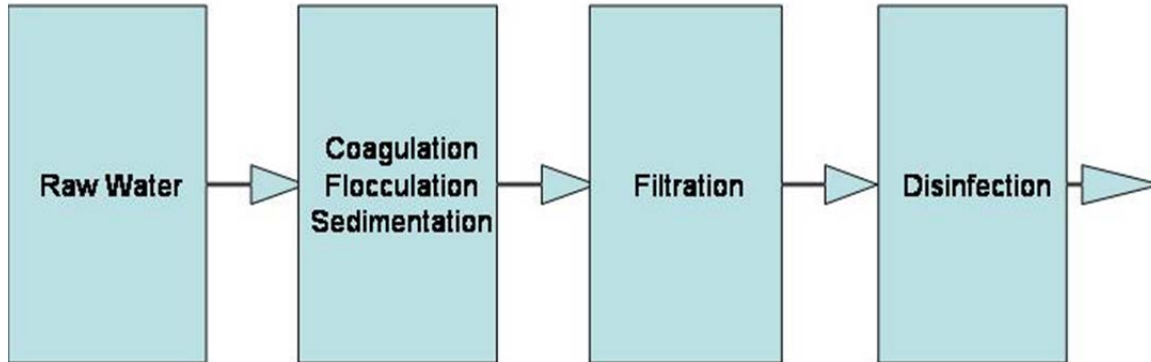 Raw Water
Coagulation
Flocculation
Sedimentation
Filtration
Disinfection